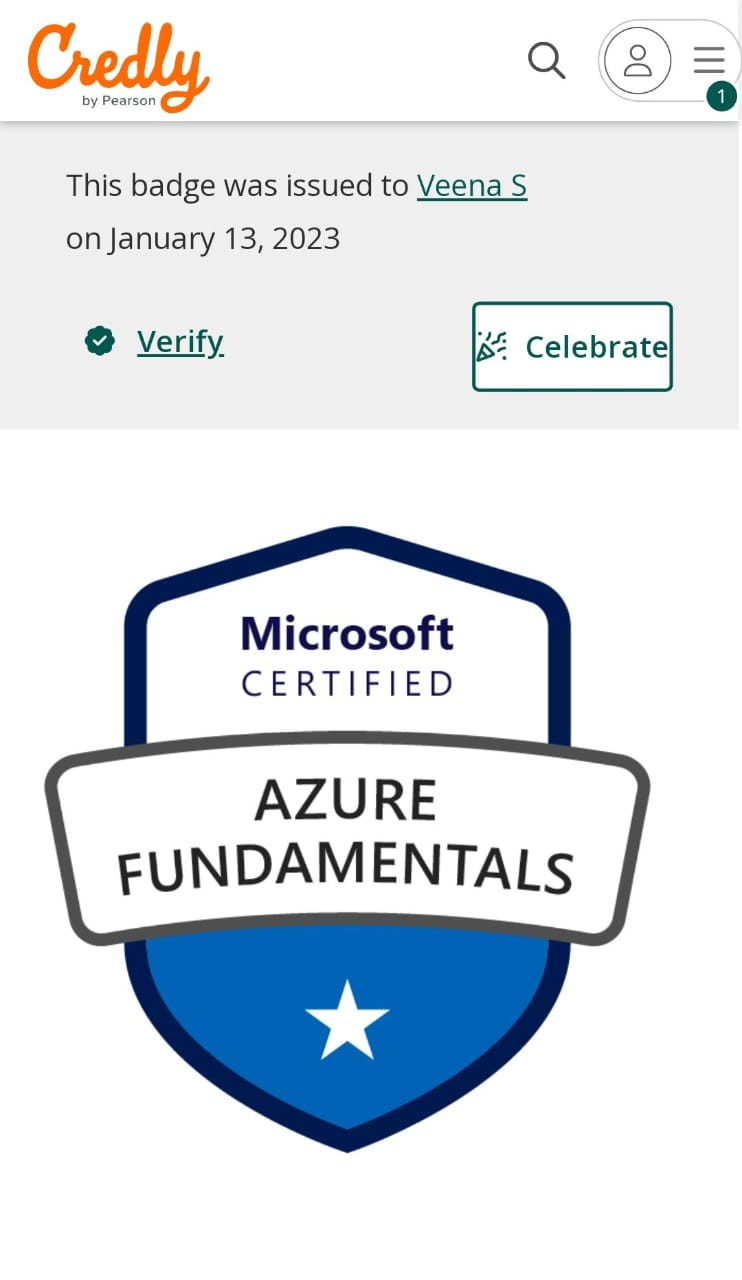 Credly
by Pearson
1
This badge was issued to Veena S
on January 13, 2023
Verify
Celebrate
Microsoft
CERTIFIED
AZURE
FUNDAMENTALS